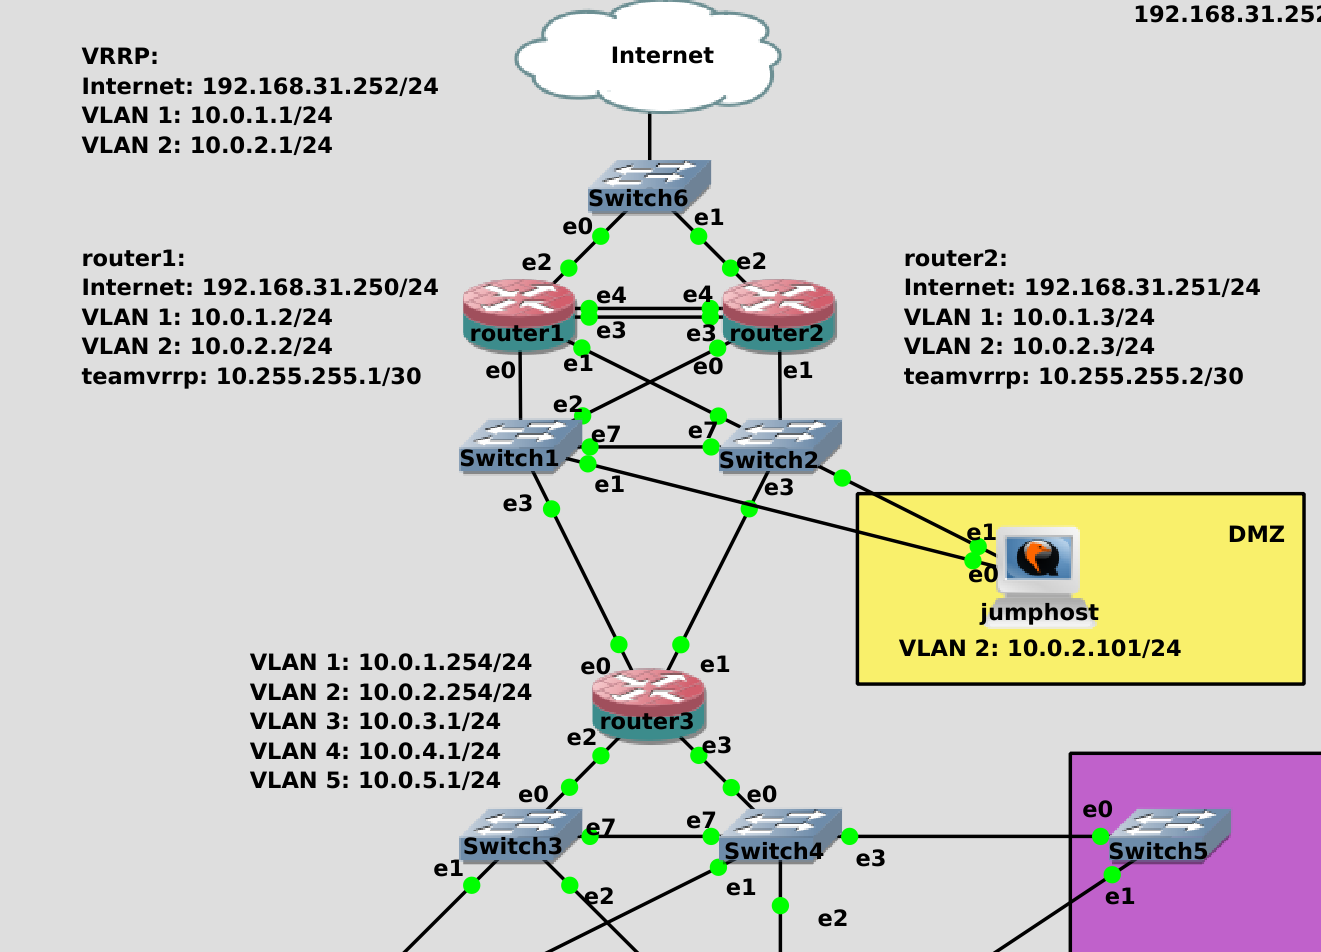 192.168.31.252
VRRP:
Internet: 192.168.31.252/24
VLAN 1: 10.0.1.1/24
VLAN 2: 10.0.2.1/24
Internet
Switch6
e0
e1
e2
e2
router1:
Internet: 192.168.31.250/24
VLAN 1: 10.0.1.2/24
VLAN 2: 10.0.2.2/24
teamvrrp: 10.255.255.1/30
router2:
Internet: 192.168.31.251/24
VLAN 1: 10.0.1.3/24
VLAN 2: 10.0.2.3/24
teamvrrp: 10.255.255.2/30
e4
e4
router1
e3
e3
router2
e0
e1
e0
e1
e2
e7
e7
Switch1
Switch2
e1
e3
e3
DMZ
e1
e0
jumphost
VLAN 2: 10.0.2.101/24
VLAN 1: 10.0.1.254/24
VLAN 2: 10.0.2.254/24
VLAN 3: 10.0.3.1/24
VLAN 4: 10.0.4.1/24
VLAN 5: 10.0.5.1/24
e0
e1
router3
e2
e3
e0
e0
e7
e7
Switch3
Switch4
e0
Switch5
e3
e1
e2
e1
e2
e1